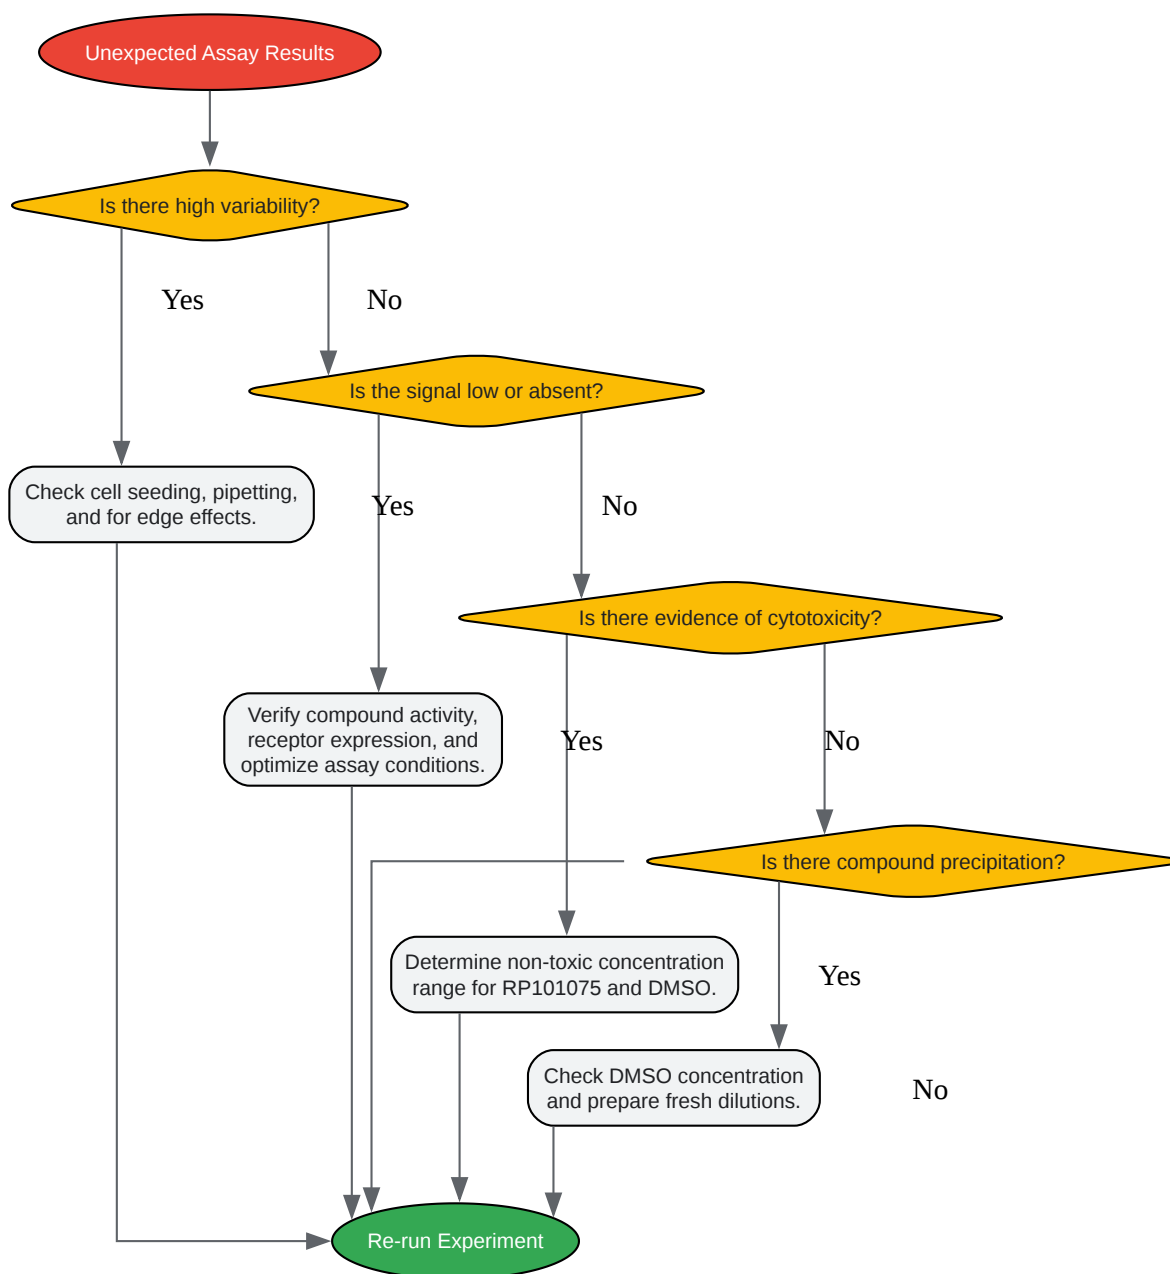 Unexpected Assay Results
Is there high variability?
Yes
No
Is the signal low or absent?
Check cell seeding, pipetting,
and for edge effects.
Yes
No
Is there evidence of cytotoxicity?
Verify compound activity,
receptor expression, and
optimize assay conditions.
Yes
No
Is there compound precipitation?
Determine non-toxic concentration
range for RP101075 and DMSO.
Yes
Check DMSO concentration
and prepare fresh dilutions.
No
Re-run Experiment